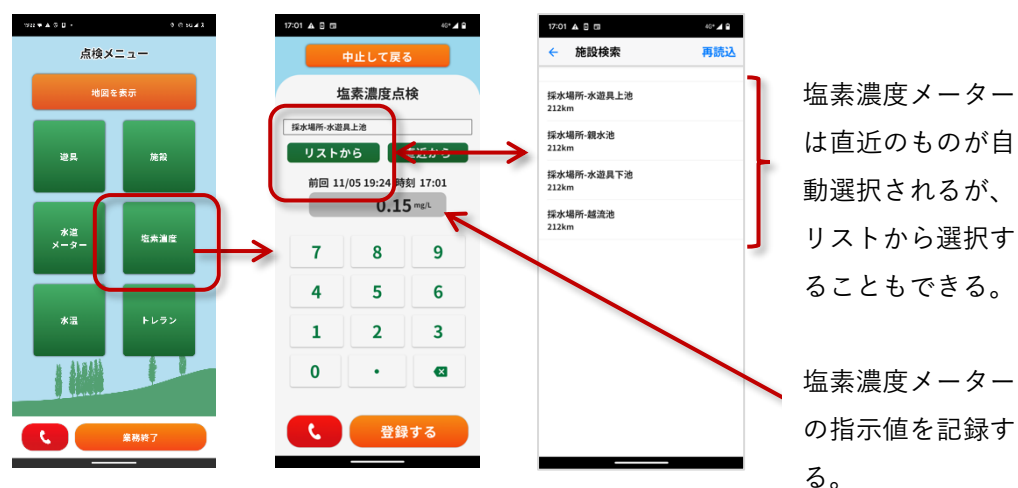 点検メニュー
地図を表示
遊具
施設
水道
メーター
塩素濃度
水温
トレラン
業務終了
17:01
中止して戻る
塩素濃度点検
採水場所-水遊具上池
リストから
直近から
前回 11/05 19:24 時刻 17:01
0.15 mg/L
7 8 9
4 5 6
1 2 3
0 ・
登録する
17:01
← 施設検索 再読込
採水場所-水遊具上池
212km
採水場所-親水池
212km
採水場所-水遊具下池
212km
採水場所-越流池
212km
塩素濃度メーター
は直近のものが自
動選択されるが、
リストから選択す
ることもできる。
塩素濃度メーター
の指示値を記録す
る。